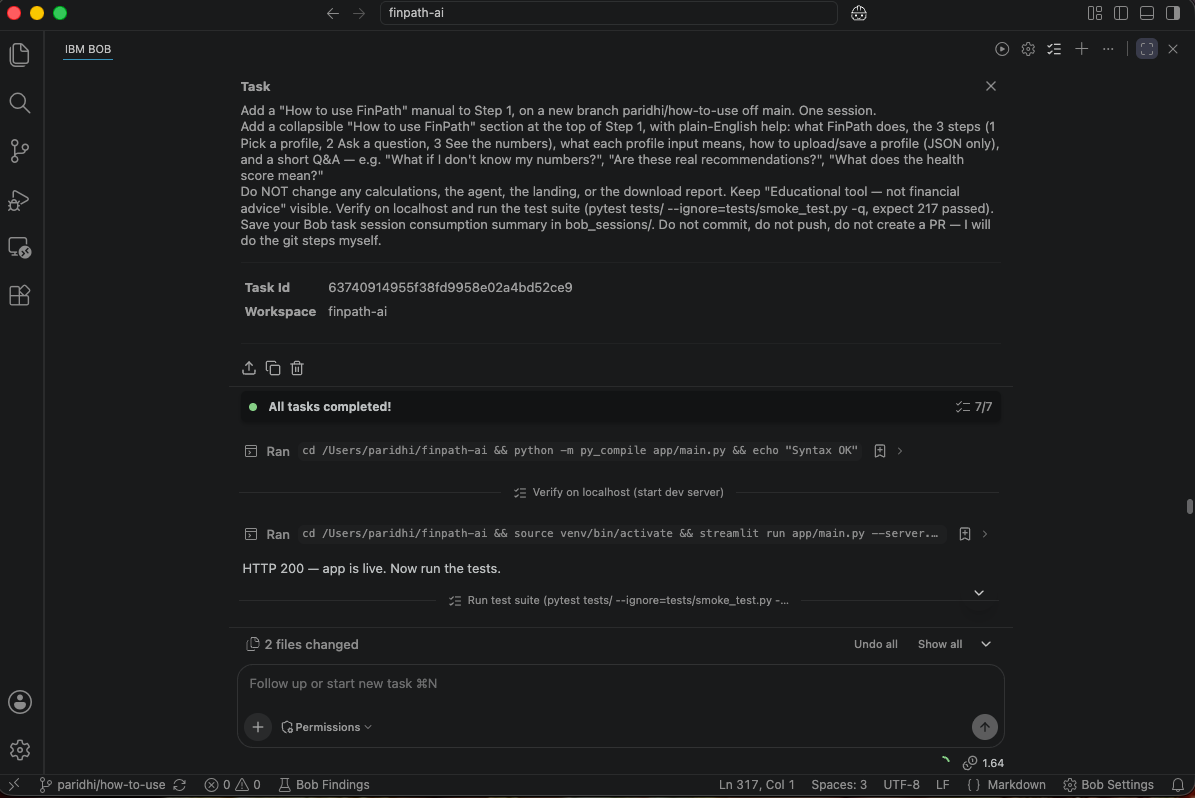 finpath-ai
IBM BOB
Task
Add a "How to use FinPath" manual to Step 1, on a new branch paridhi/how-to-use off main. One session.
Add a collapsible "How to use FinPath" section at the top of Step 1, with plain-English help: what FinPath does, the 3 steps (1
Pick a profile, 2 Ask a question, 3 See the numbers), what each profile input means, how to upload/save a profile (JSON only),
and a short Q&A — e.g. "What if I don't know my numbers?", "Are these real recommendations?", "What does the health
score mean?"
Do NOT change any calculations, the agent, the landing, or the download report. Keep "Educational tool — not financial
advice" visible. Verify on localhost and run the test suite (pytest tests/ --ignore=tests/smoke_test.py -q, expect 217 passed).
Save your Bob task session consumption summary in bob_sessions/. Do not commit, do not push, do not create a PR — I will
do the git steps myself.
Task Id 63740914955f38fd9958e02a4bd52ce9
Workspace finpath-ai
All tasks completed! 7/7
Ran cd /Users/paridhi/finpath-ai && python -m py_compile app/main.py && echo "Syntax OK"
Verify on localhost (start dev server)
Ran cd /Users/paridhi/finpath-ai && source venv/bin/activate && streamlit run app/main.py --server.…
HTTP 200 — app is live. Now run the tests.
Run test suite (pytest tests/ --ignore=tests/smoke_test.py -...
2 files changed Undo all Show all
Follow up or start new task ⌘N
Permissions
1.64
paridhi/how-to-use 0 0 Bob Findings Ln 317, Col 1 Spaces: 3 UTF-8 LF { } Markdown Bob Settings